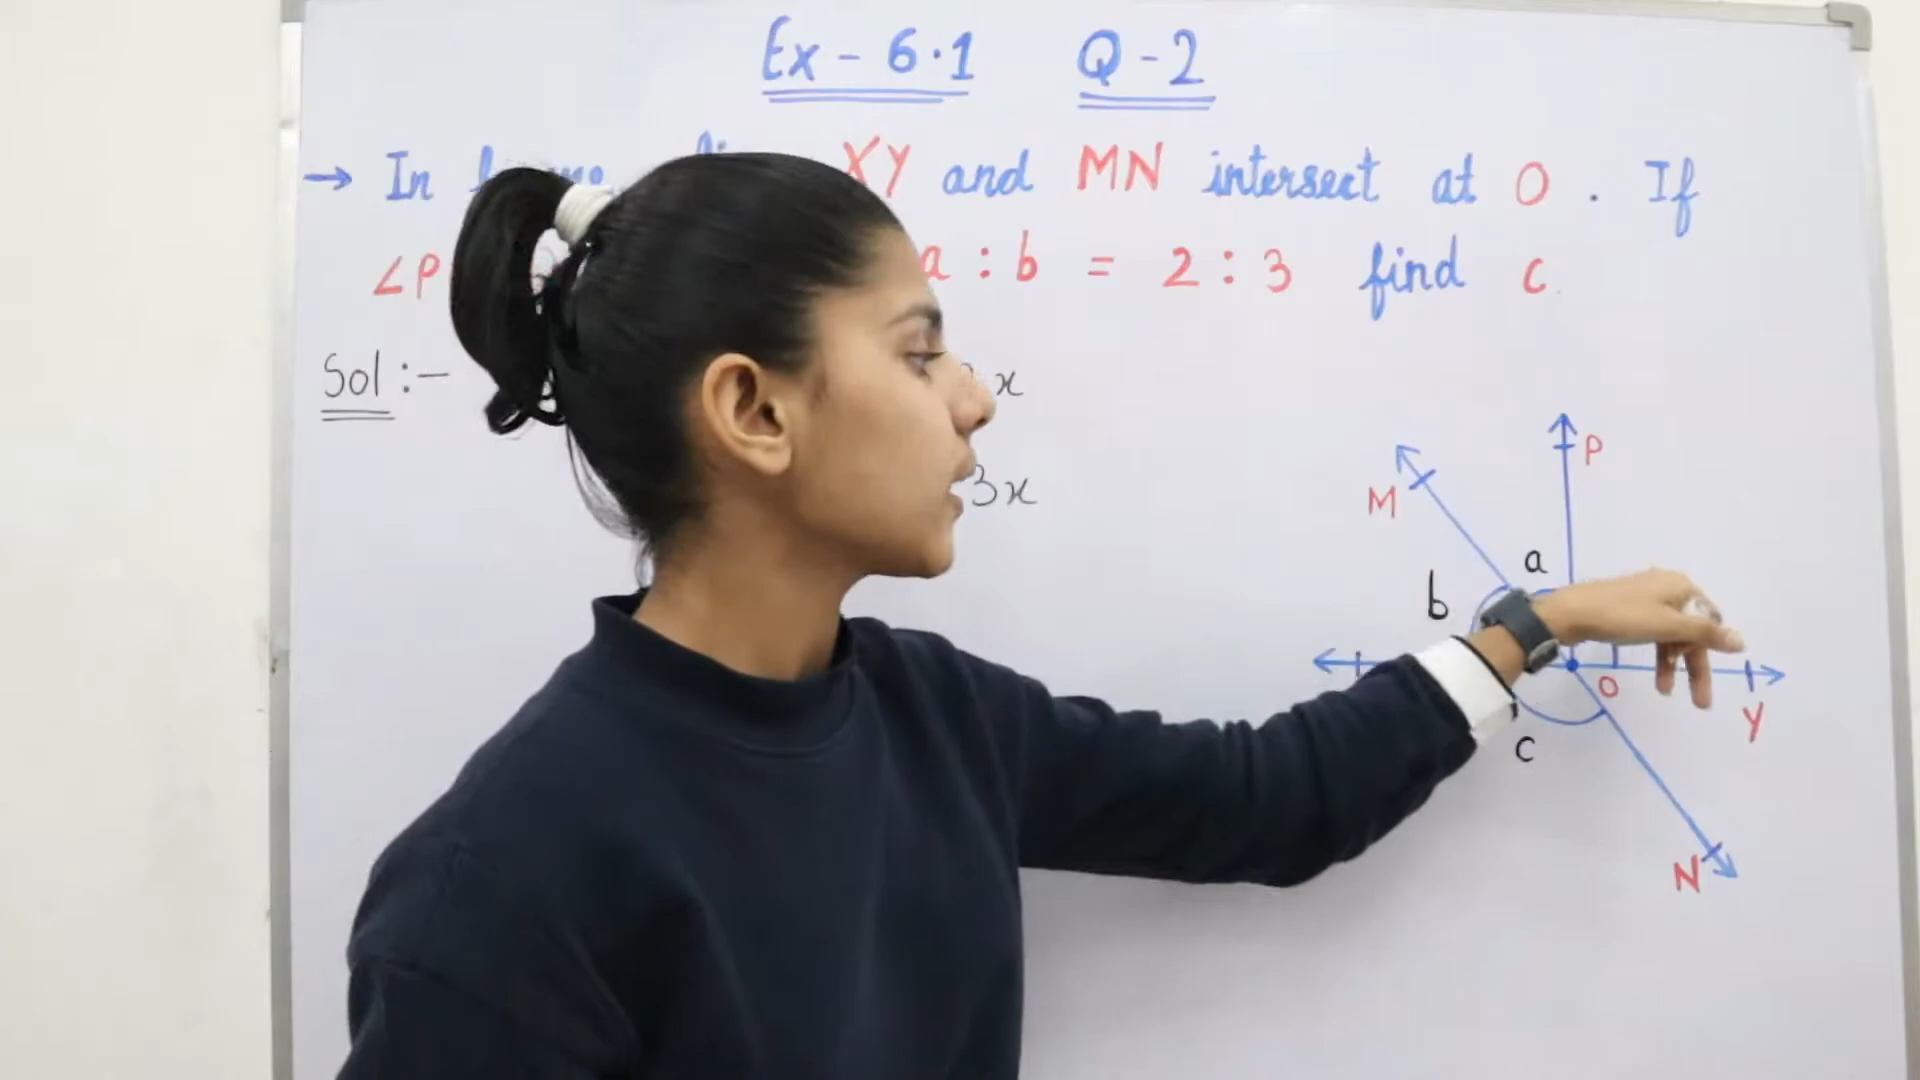 Ex - 6.1 Q - 2
→ In XY and MN intersect at O. If
∠P a : b = 2 : 3 find c.
Sol :-
x
3x
P
M
a
b
O
Y
c
N